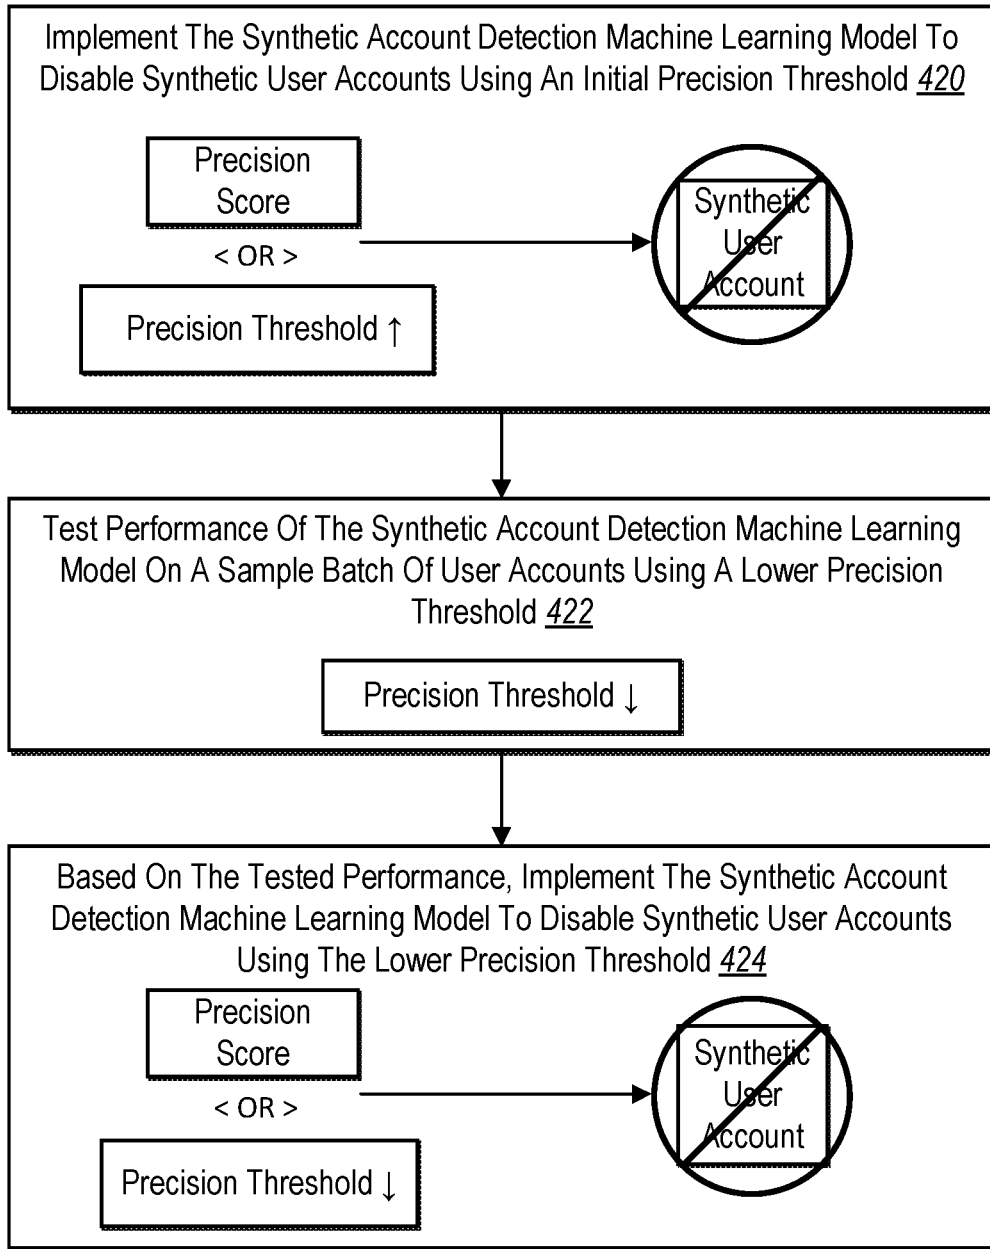 Implement The Synthetic Account Detection Machine Learning Model To
Disable Synthetic User Accounts Using An Initial Precision Threshold 420
Precision
Score
< OR >
Precision Threshold ↑
Synthetic
User
Account
Test Performance Of The Synthetic Account Detection Machine Learning
Model On A Sample Batch Of User Accounts Using A Lower Precision
Threshold 422
Precision Threshold ↓
Based On The Tested Performance, Implement The Synthetic Account
Detection Machine Learning Model To Disable Synthetic User Accounts
Using The Lower Precision Threshold 424
Precision
Score
< OR >
Precision Threshold ↓
Synthetic
User
Account